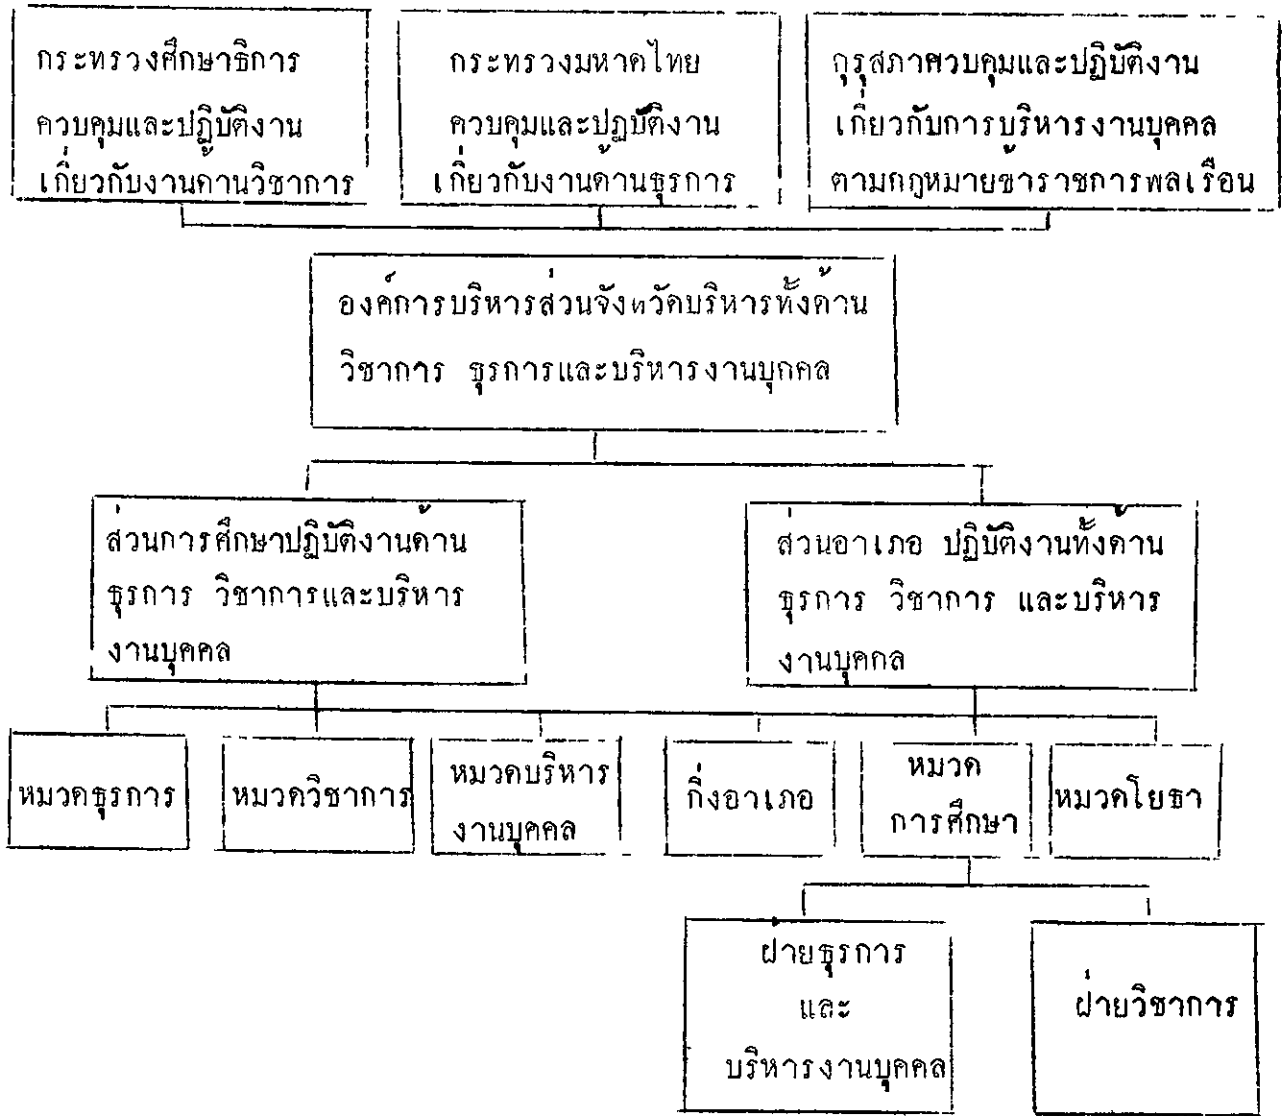 กระทรวงศึกษาธิการ
ควบคุมและปฏิบัติงาน
เกี่ยวกับงานด้านวิชาการ
กระทรวงมหาดไทย
ควบคุมและปฏิบัติงาน
เกี่ยวกับงานด้านธุรการ
คุรุสภาควบคุมและปฏิบัติงาน
เกี่ยวกับการบริหารงานบุคคล
ตามกฎหมายข้าราชการพลเรือน
องค์การบริหารส่วนจังหวัดบริหารทั้งด้าน
วิชาการ ธุรการและบริหารงานบุคคล
ส่วนการศึกษาปฏิบัติงานด้าน
ธุรการ วิชาการและบริหาร
งานบุคคล
ส่วนอำเภอ ปฏิบัติงานทั้งด้าน
ธุรการ วิชาการ และบริหาร
งานบุคคล
หมวดธุรการ
หมวดวิชาการ
หมวดบริหาร
งานบุคคล
กิ่งอำเภอ
หมวด
การศึกษา
หมวดโยธา
ฝ่ายธุรการ
และ
บริหารงานบุคคล
ฝ่ายวิชาการ